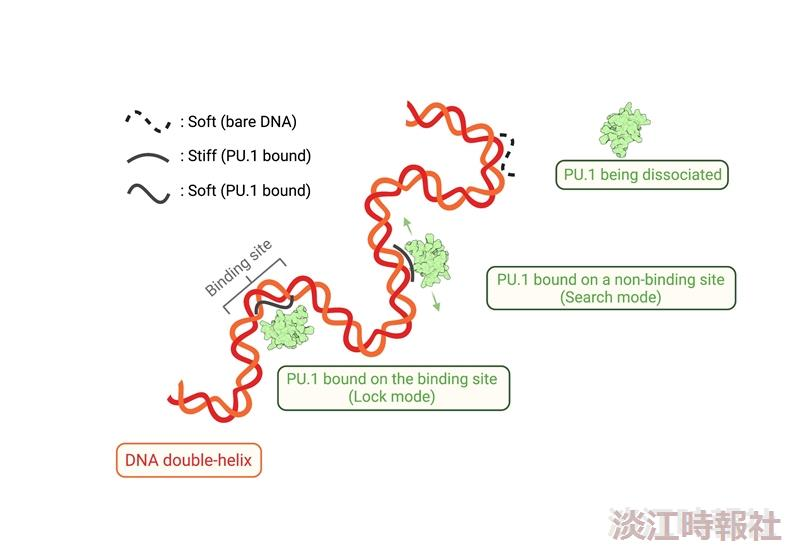 : Soft (bare DNA)
: Stiff (PU.1 bound)
: Soft (PU.1 bound)
PU.1 being dissociated
Binding site
PU.1 bound on a non-binding site
(Search mode)
PU.1 bound on the binding site
(Lock mode)
DNA double-helix
淡江時報社